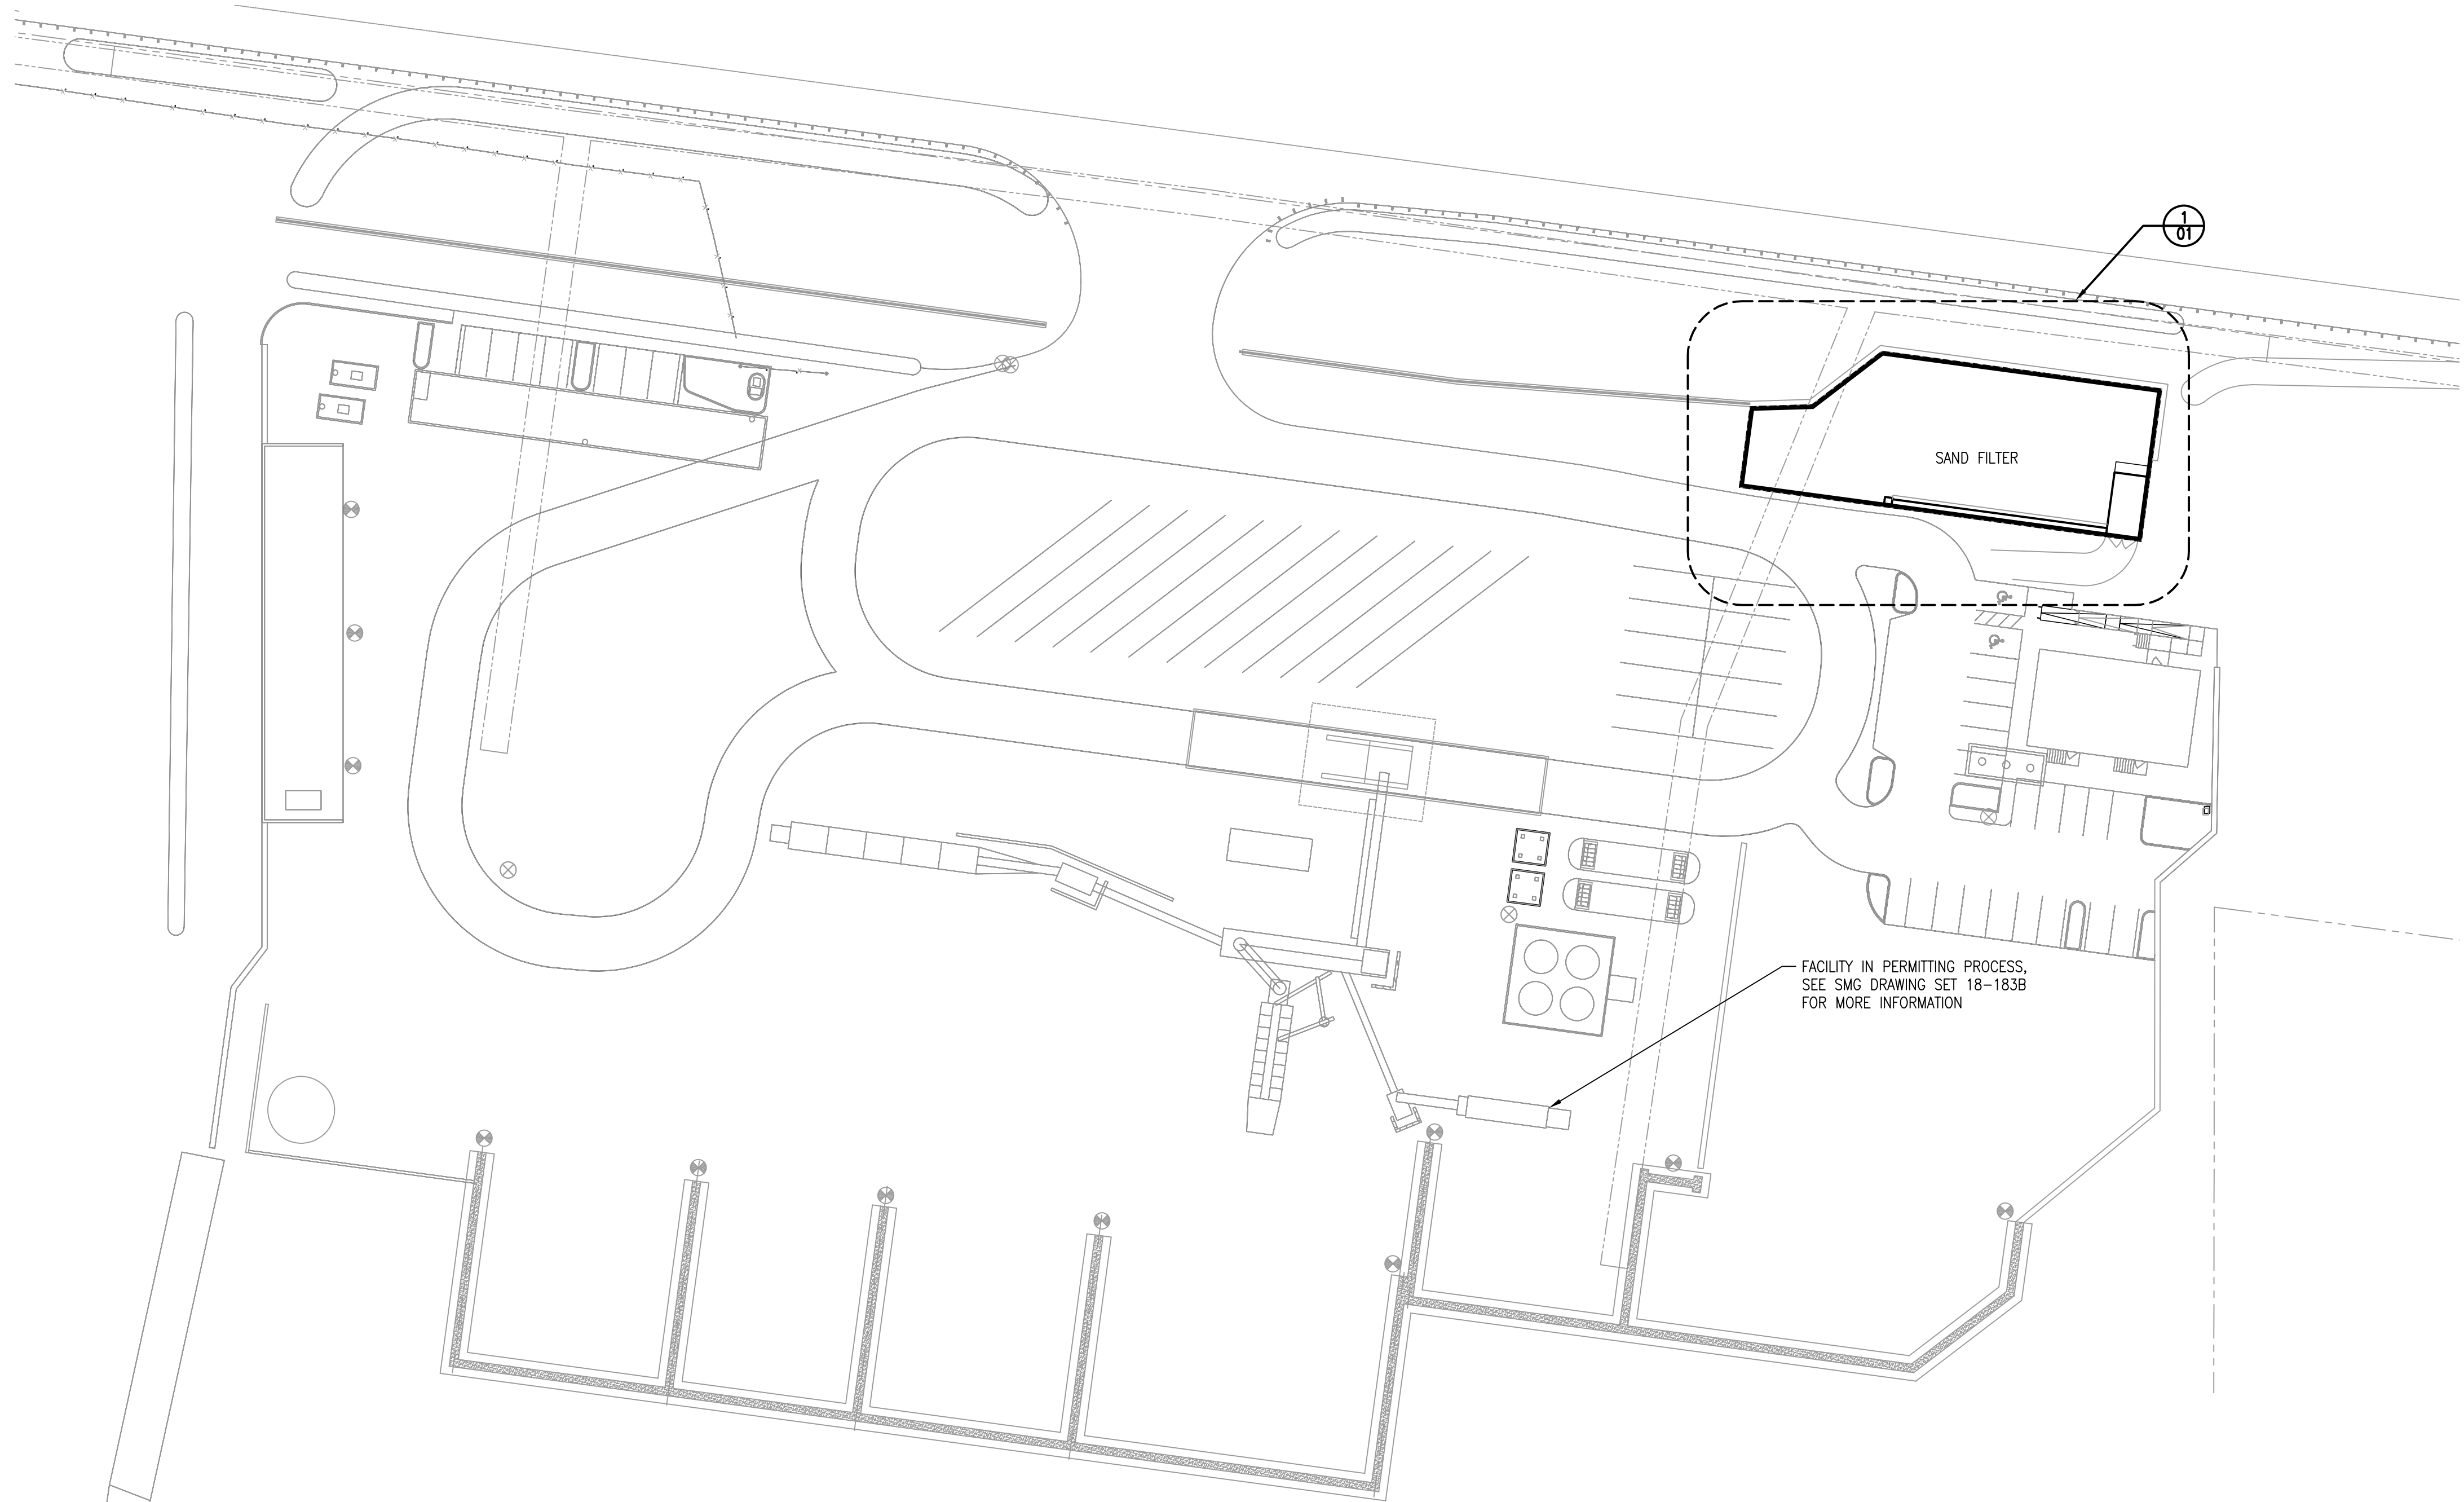 1
01
SAND FILTER
FACILITY IN PERMITTING PROCESS,
SEE SMG DRAWING SET 18-183B
FOR MORE INFORMATION